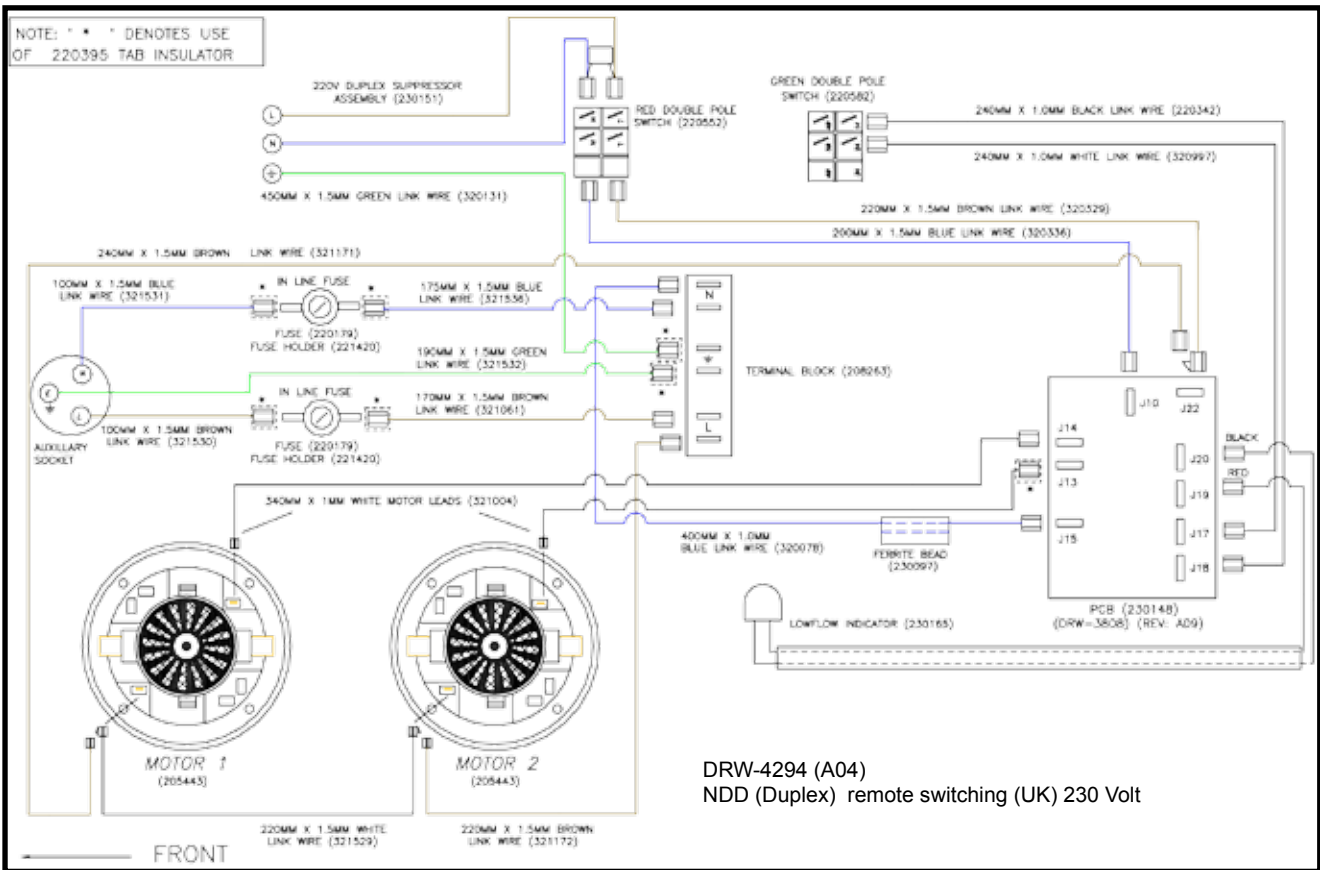 NOTE: " * " DENOTES USE
OF 220395 TAB INSULATOR
220V DUPLEX SUPPRESSOR
ASSEMBLY (230151)
L
N
450MM X 1.5MM GREEN LINK WIRE (320131)
RED DOUBLE POLE
SWITCH (220552)
GREEN DOUBLE POLE
SWITCH (220582)
240MM X 1.0MM BLACK LINK WIRE (220342)
240MM X 1.0MM WHITE LINK WIRE (320997)
220MM X 1.5MM BROWN LINK WIRE (320329)
200MM X 1.5MM BLUE LINK WIRE (320336)
240MM X 1.5MM BROWN LINK WIRE (321171)
100MM X 1.5MM BLUE
LINK WIRE (321531)
* IN LINE FUSE *
FUSE (220179)
FUSE HOLDER (221420)
175MM X 1.5MM BLUE
LINK WIRE (321536)
N
*
190MM X 1.5MM GREEN
LINK WIRE (321532)
TERMINAL BLOCK (208263)
N
E
L
AUXILLARY
SOCKET
100MM X 1.5MM BROWN
LINK WIRE (321530)
* IN LINE FUSE *
FUSE (220179)
FUSE HOLDER (221420)
170MM X 1.5MM BROWN
LINK WIRE (321061)
*
L
J10
J22
J14
J13
*
J15
J20
J19
J17
J18
BLACK
RED
340MM X 1MM WHITE MOTOR LEADS (321004)
400MM X 1.0MM
BLUE LINK WIRE (320078)
FERRITE BEAD
(230097)
PCB (230148)
(DRW-3808) (REV: A09)
LOWFLOW INDICATOR (230165)
MOTOR 1
(205443)
MOTOR 2
(205443)
220MM X 1.5MM WHITE
LINK WIRE (321529)
220MM X 1.5MM BROWN
LINK WIRE (321172)
FRONT
DRW-4294 (A04)
NDD (Duplex) remote switching (UK) 230 Volt